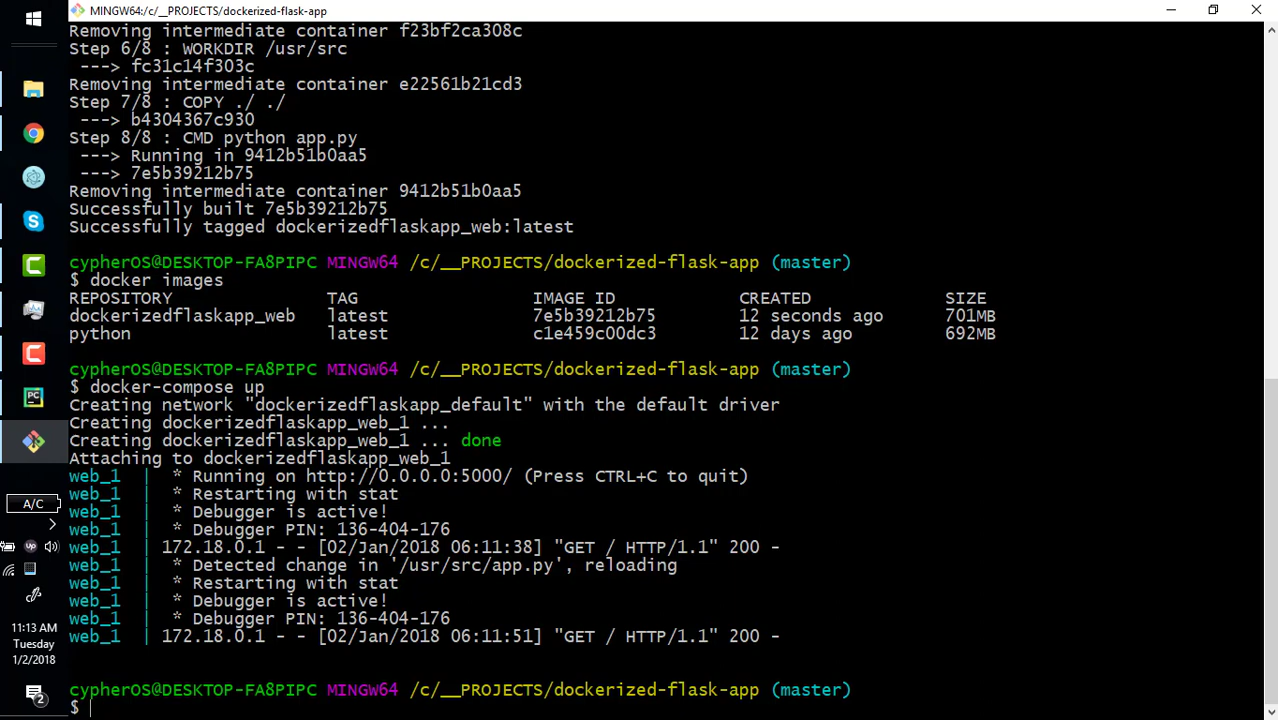 MINGW64:/c/__PROJECTS/dockerized-flask-app
Removing intermediate container f23bf2ca308c
Step 6/8 : WORKDIR /usr/src
---> fc31c14f303c
Removing intermediate container e22561b21cd3
Step 7/8 : COPY ./ ./
---> b4304367c930
Step 8/8 : CMD python app.py
---> Running in 9412b51b0aa5
---> 7e5b39212b75
Removing intermediate container 9412b51b0aa5
Successfully built 7e5b39212b75
Successfully tagged dockerizedflaskapp_web:latest
cypherOS@DESKTOP-FA8PIPC MINGW64 /c/__PROJECTS/dockerized-flask-app (master)
$ docker images
REPOSITORY TAG IMAGE ID CREATED SIZE
dockerizedflaskapp_web latest 7e5b39212b75 12 seconds ago 701MB
python latest c1e459c00dc3 12 days ago 692MB
cypherOS@DESKTOP-FA8PIPC MINGW64 /c/__PROJECTS/dockerized-flask-app (master)
$ docker-compose up
Creating network "dockerizedflaskapp_default" with the default driver
Creating dockerizedflaskapp_web_1 ...
Creating dockerizedflaskapp_web_1 ... done
Attaching to dockerizedflaskapp_web_1
web_1 | * Running on http://0.0.0.0:5000/ (Press CTRL+C to quit)
web_1 | * Restarting with stat
web_1 | * Debugger is active!
web_1 | * Debugger PIN: 136-404-176
web_1 | 172.18.0.1 - - [02/Jan/2018 06:11:38] "GET / HTTP/1.1" 200 -
web_1 | * Detected change in '/usr/src/app.py', reloading
web_1 | * Restarting with stat
web_1 | * Debugger is active!
web_1 | * Debugger PIN: 136-404-176
web_1 | 172.18.0.1 - - [02/Jan/2018 06:11:51] "GET / HTTP/1.1" 200 -
cypherOS@DESKTOP-FA8PIPC MINGW64 /c/__PROJECTS/dockerized-flask-app (master)
$
PC
A/C
up
11:13 AM
Tuesday
1/2/2018
2